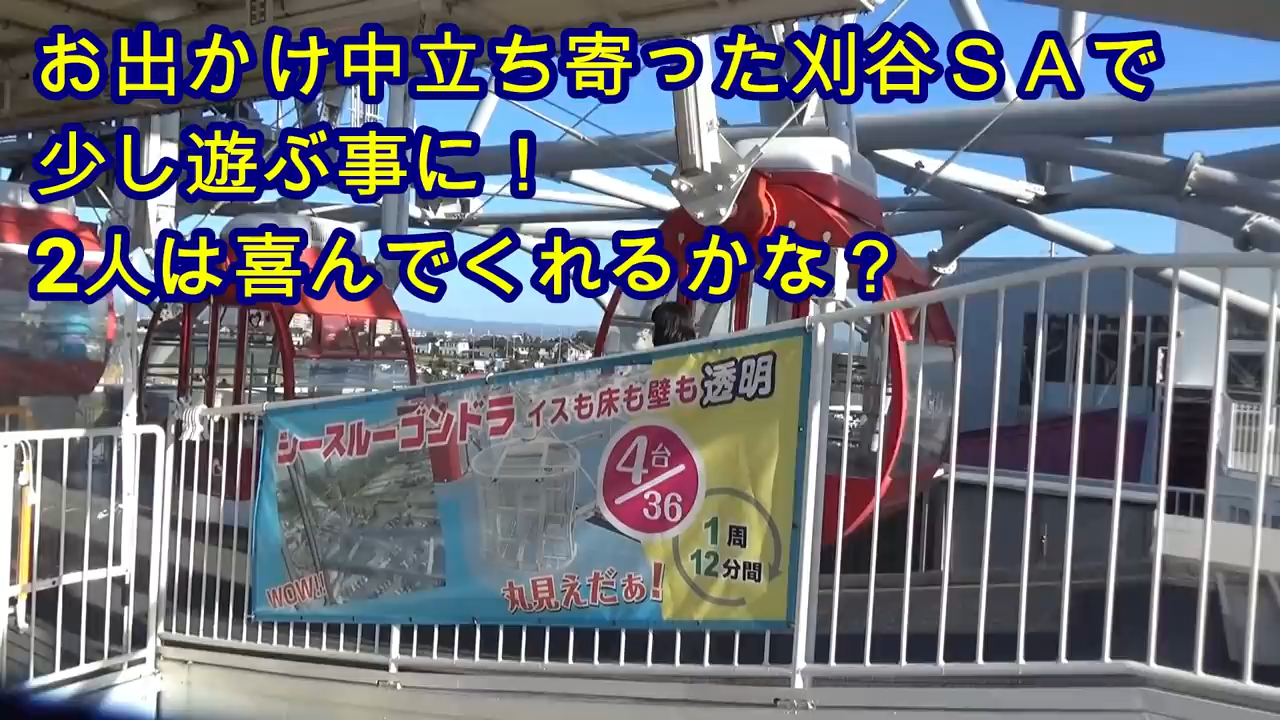 お出かけ中立ち寄った刈谷ＳＡで
少し遊ぶ事に！
2人は喜んでくれるかな？
シースルーゴンドラ イスも床も壁も透明
4台/36
1周
12分間
WOW!!
丸見えだぁ!